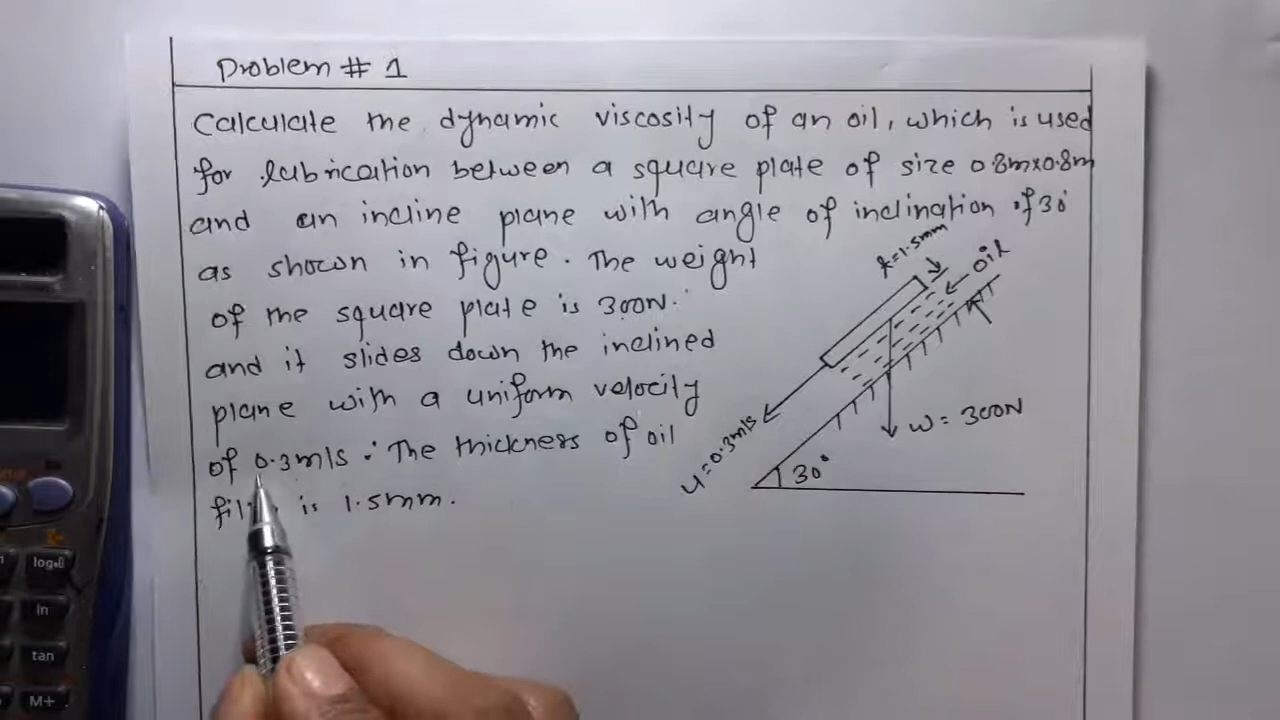 Problem # 1
Calculate the dynamic viscosity of an oil, which is used
for lubrication between a square plate of size 0.8m×0.8m
and an incline plane with angle of inclination of 30°
as shown in figure. The weight
of the square plate is 300N.
and it slides down the inclined
plane with a uniform velocity
of 0.3m/s. The thickness of oil
is 1.5mm.
t=1.5mm
oil
u=0.3m/s
W=300N
30°
log
ln
tan
M+